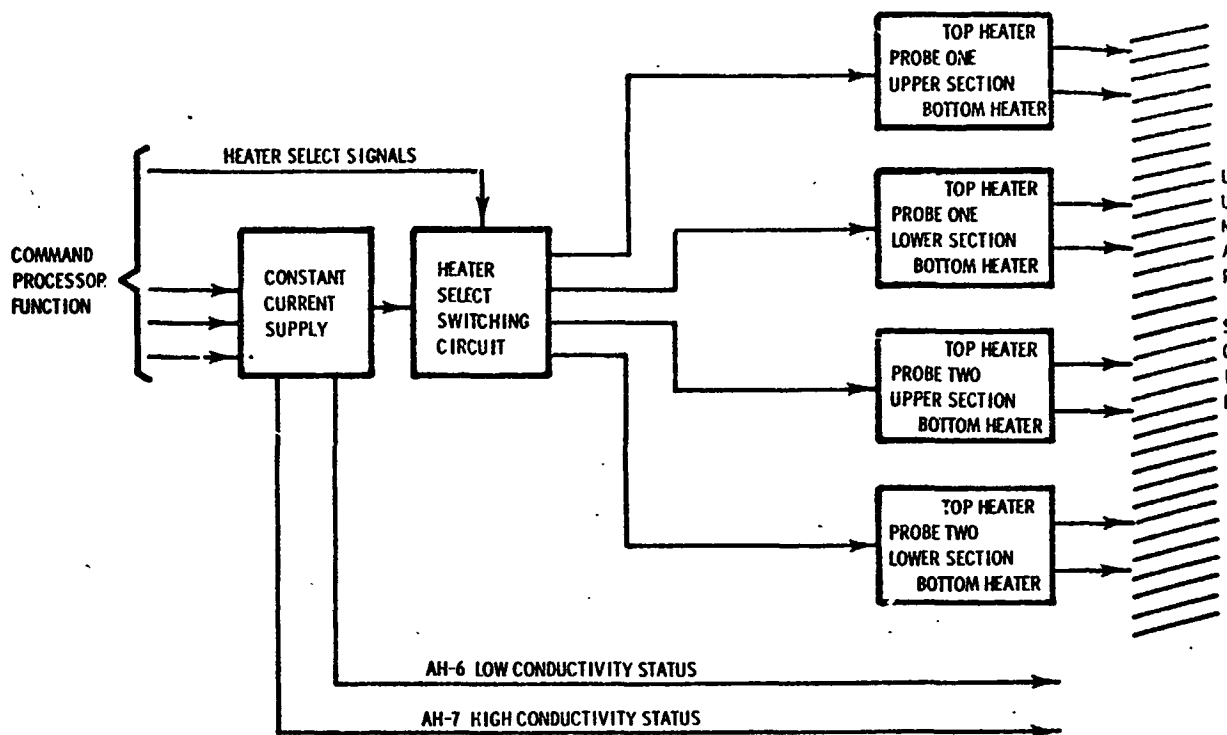 TOP HEATER
PROBE ONE
UPPER SECTION
BOTTOM HEATER
HEATER SELECT SIGNALS
TOP HEATER
PROBE ONE
LOWER SECTION
BOTTOM HEATER
COMMAND
PROCESSOR
FUNCTION
CONSTANT
CURRENT
SUPPLY
HEATER
SELECT
SWITCHING
CIRCUIT
TOP HEATER
PROBE TWO
UPPER SECTION
BOTTOM HEATER
TOP HEATER
PROBE TWO
LOWER SECTION
BOTTOM HEATER
AH-6 LOW CONDUCTIVITY STATUS
AH-7 HIGH CONDUCTIVITY STATUS